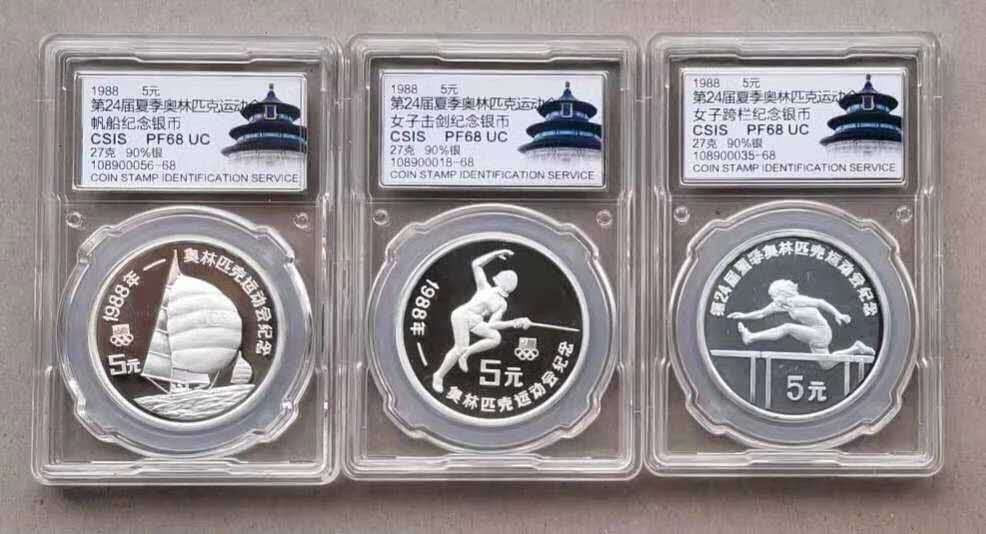 1988 5元
第24届夏季奥林匹克运动会
帆船纪念银币
CSIS PF68 UC
27克 90%银
108900056-68
COIN STAMP IDENTIFICATION SERVICE
1988年—奥林匹克运动会纪念
5元
1988 5元
第24届夏季奥林匹克运动会
女子击剑纪念银币
CSIS PF68 UC
27克 90%银
108900018-68
COIN STAMP IDENTIFICATION SERVICE
1988年—奥林匹克运动会纪念
5元
1988 5元
第24届夏季奥林匹克运动会
女子跨栏纪念银币
CSIS PF68 UC
27克 90%银
108900035-68
COIN STAMP IDENTIFICATION SERVICE
第24届夏季奥林匹克运动会纪念
5元